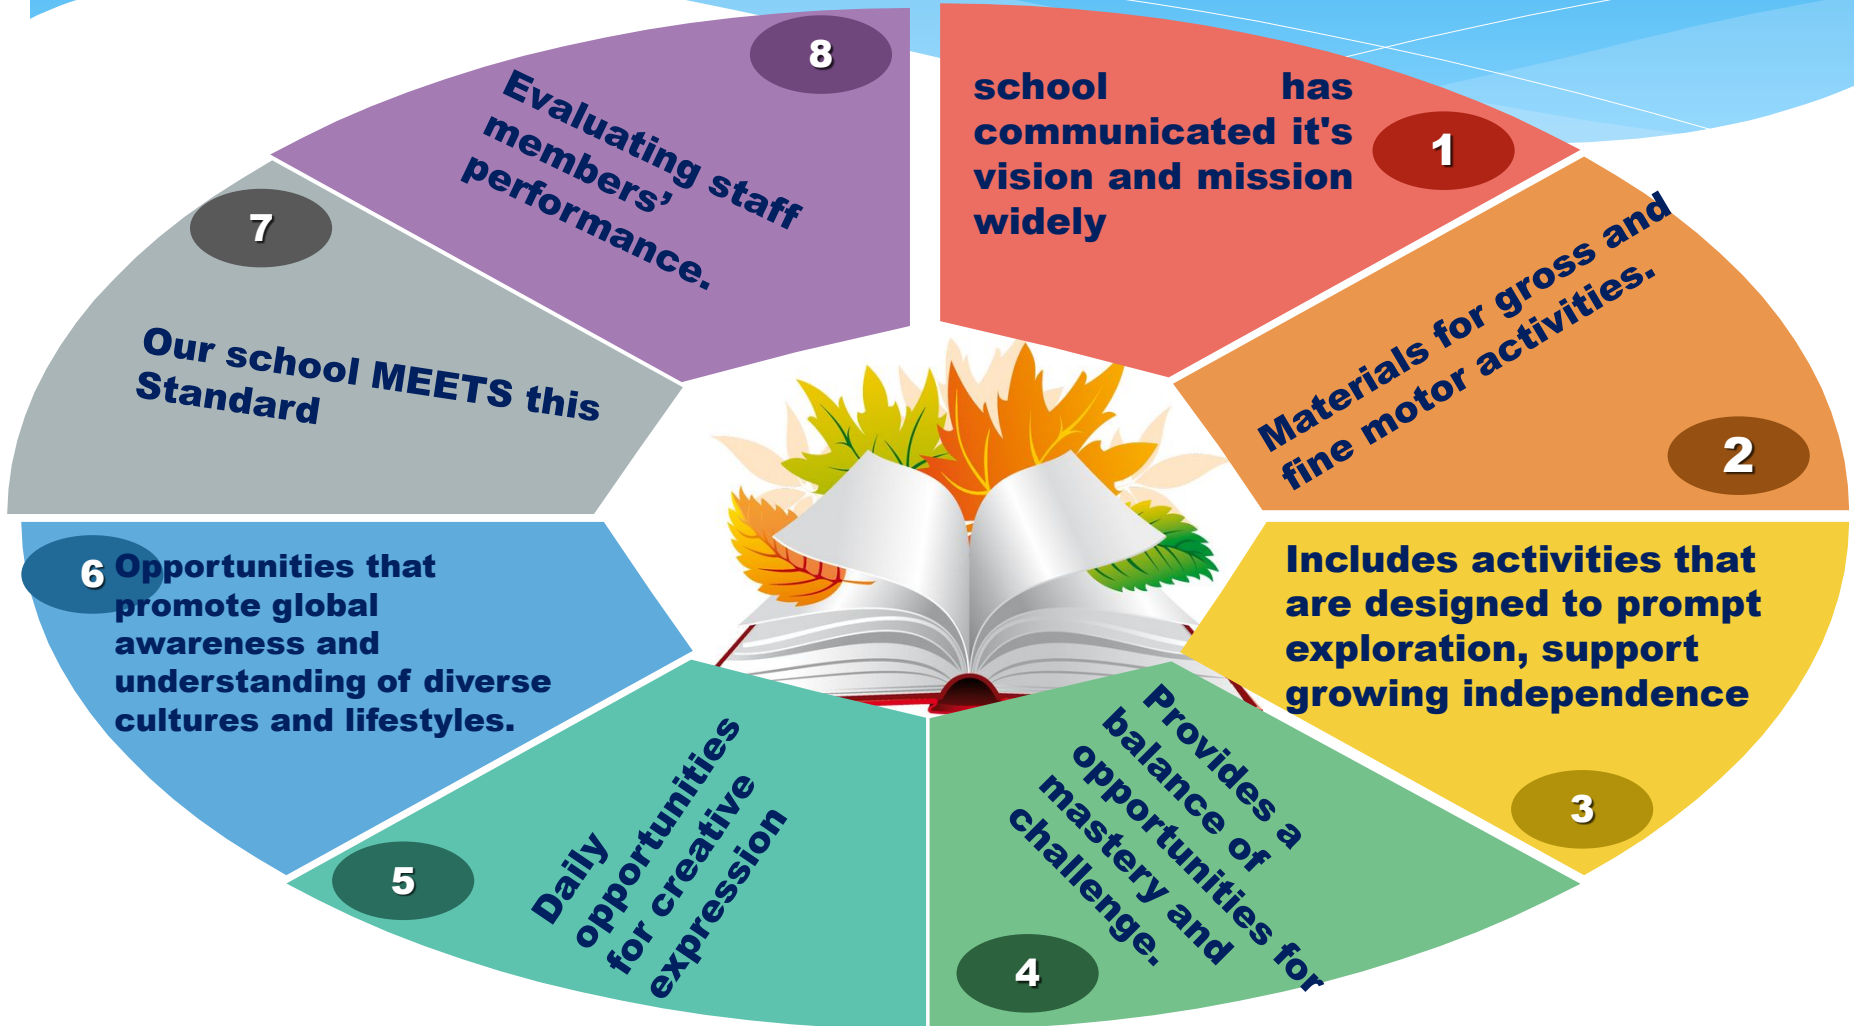 1
school has
communicated it's
vision and mission
widely
2
Materials for gross and
fine motor activities.
3
Includes activities that
are designed to prompt
exploration, support
growing independence
4
Provides a
balance of
opportunities for
mastery and
challenge.
5
Daily
opportunities
for creative
expression
6
Opportunities that
promote global
awareness and
understanding of diverse
cultures and lifestyles.
7
Our school MEETS this
Standard
8
Evaluating staff
members’
performance.